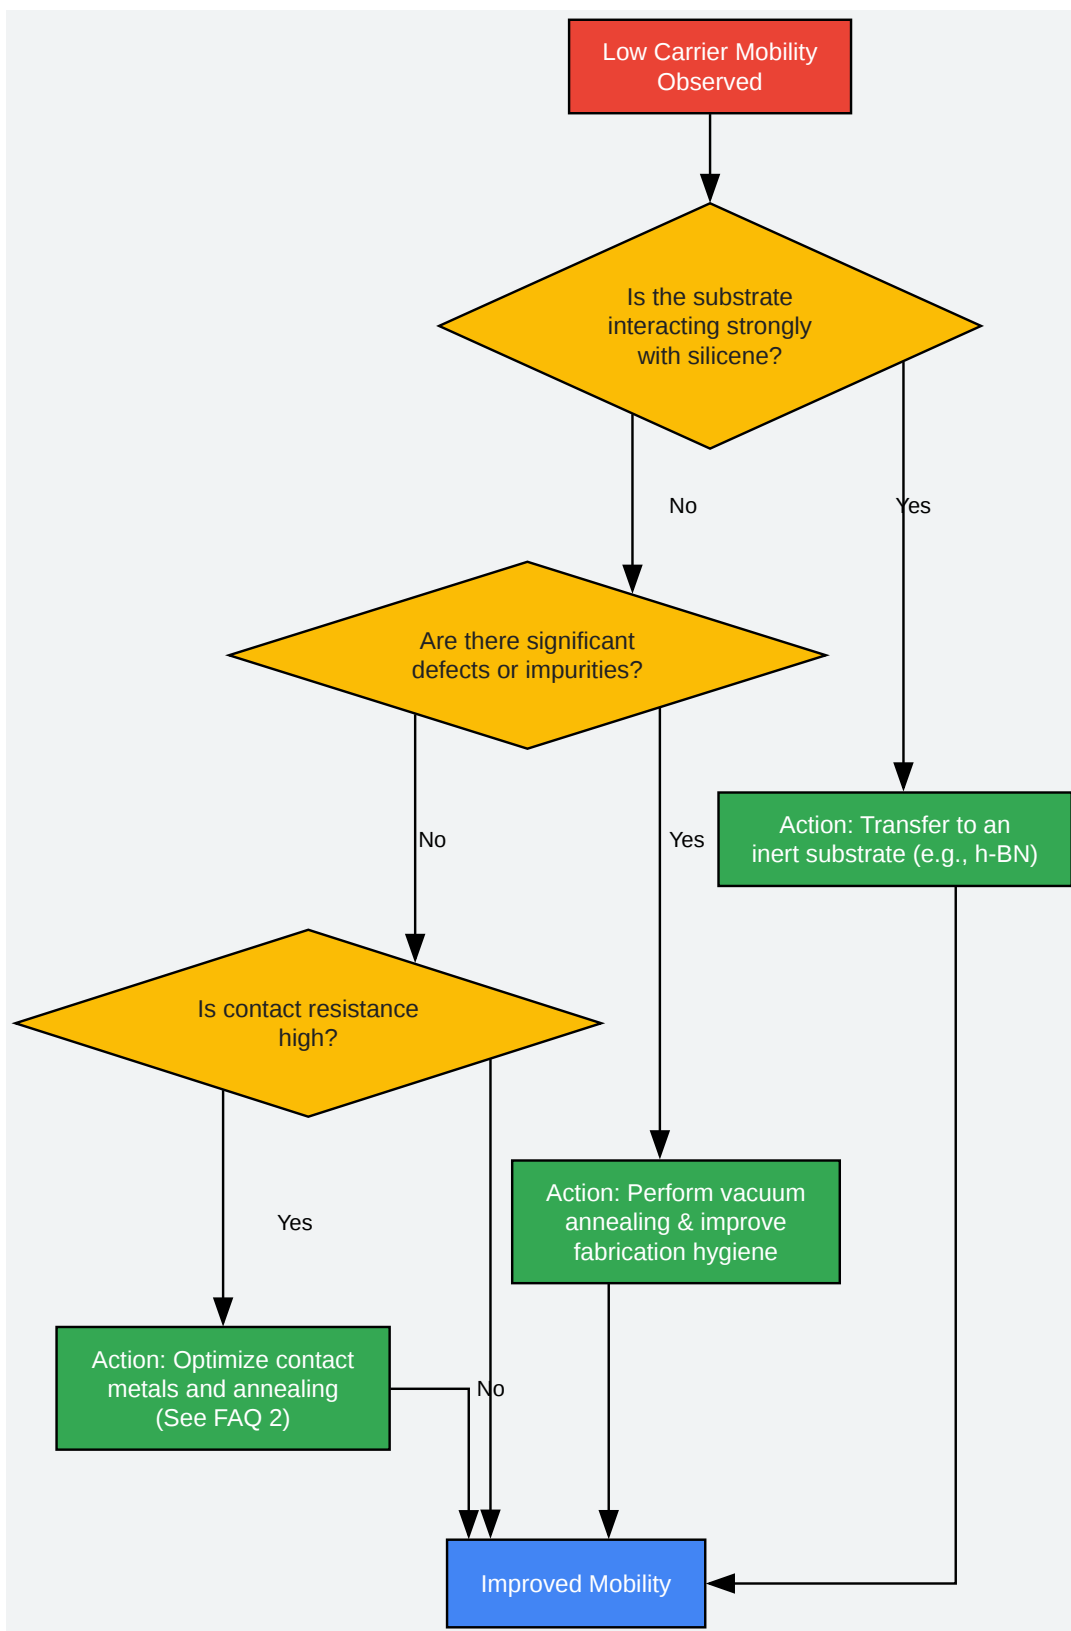 Low Carrier Mobility
Observed
Is the substrate
interacting strongly
with silicene?
No
Yes
Are there significant
defects or impurities?
No
Yes
Action: Transfer to an
inert substrate (e.g., h-BN)
Is contact resistance
high?
Yes
Action: Perform vacuum
annealing & improve
fabrication hygiene
Action: Optimize contact
metals and annealing
(See FAQ 2)
No
Improved Mobility